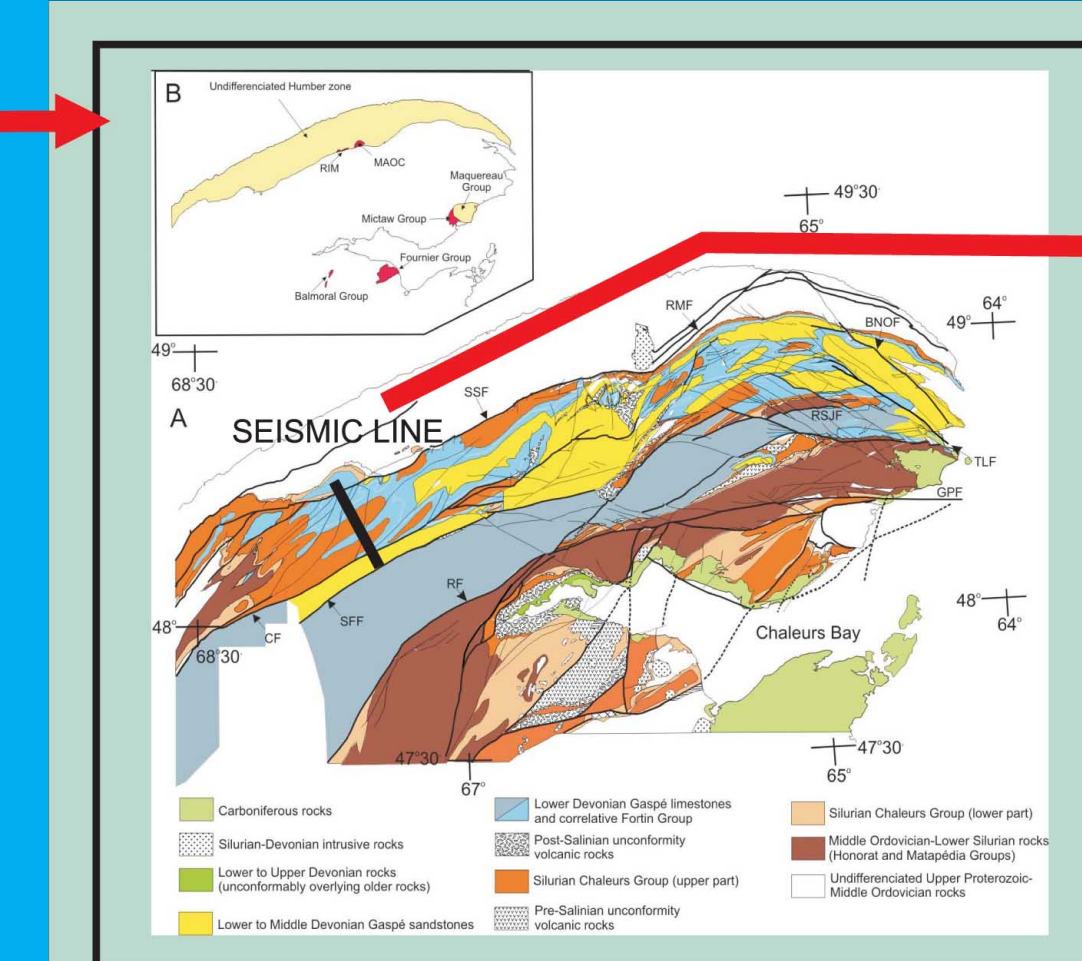 B
Undifferenciated Humber zone
RIM
MAOC
Maquereau
Group
Mictaw Group
Fournier Group
Balmoral Group
49°30'
65°
64°
49°
RMF
BNOF
49°
68°30'
A
SSF
SEISMIC LINE
RSJF
TLF
GPF
RF
SFF
CF
48°
68°30'
48°
64°
Chaleurs Bay
47°30'
67°
47°30'
65°
Carboniferous rocks
Silurian-Devonian intrusive rocks
Lower to Upper Devonian rocks
(unconformably overlying older rocks)
Lower to Middle Devonian Gaspé sandstones
Lower Devonian Gaspé limestones
and correlative Fortin Group
Post-Salinian unconformity
volcanic rocks
Silurian Chaleurs Group (upper part)
Pre-Salinian unconformity
volcanic rocks
Silurian Chaleurs Group (lower part)
Middle Ordovician-Lower Silurian rocks
(Honorat and Matapédia Groups)
Undifferenciated Upper Proterozoic-
Middle Ordovician rocks